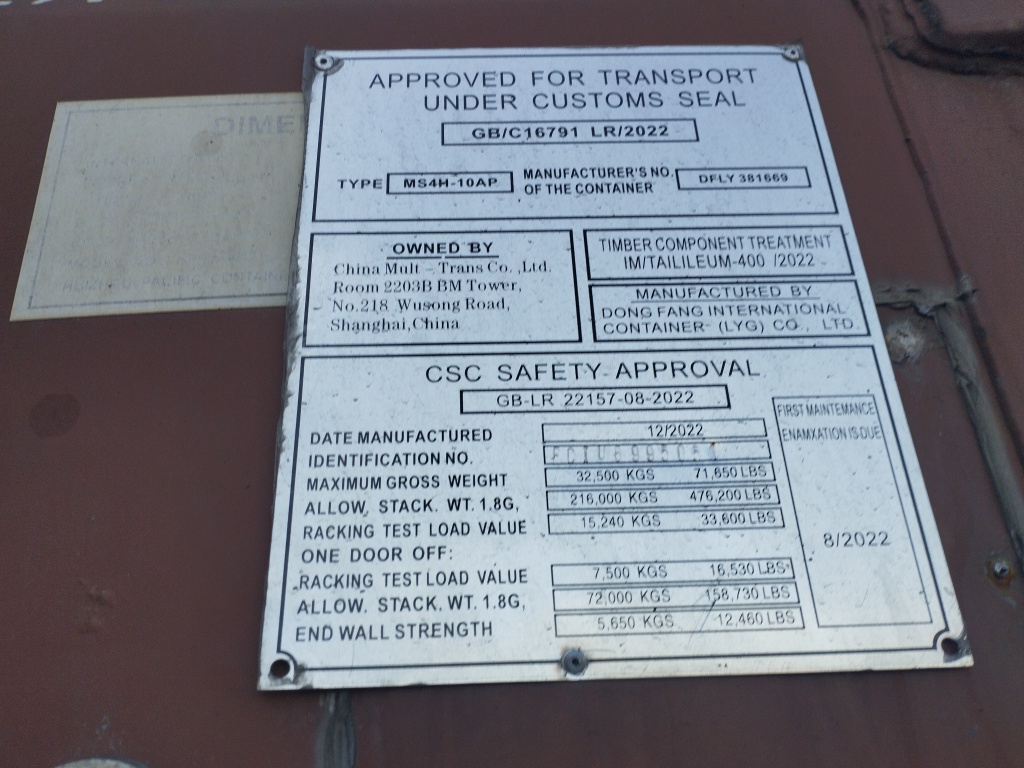 APPROVED FOR TRANSPORT
UNDER CUSTOMS SEAL
GB/C16791 LR/2022
TYPE MS4H-10AP MANUFACTURER'S NO. OF THE CONTAINER DFLY 381669
OWNED BY
China Mult - Trans Co. ,Ltd.
Room 2203B BM Tower,
No.218 Wusong Road,
Shanghai,China
TIMBER COMPONENT TREATMENT
IM/TAILILEUM-400 /2022
MANUFACTURED BY
DONG FANG INTERNATIONAL
CONTAINER (LYG) CO., LTD.
CSC SAFETY APPROVAL
GB-LR 22157-08-2022
DATE MANUFACTURED 12/2022
IDENTIFICATION NO.
MAXIMUM GROSS WEIGHT 32,500 KGS 71,650 LBS
ALLOW. STACK. WT. 1.8G, 216,000 KGS 476,200 LBS
RACKING TEST LOAD VALUE 15,240 KGS 33,600 LBS
ONE DOOR OFF:
RACKING TEST LOAD VALUE 7,500 KGS 16,530 LBS
ALLOW. STACK. WT. 1.8G, 72,000 KGS 158,730 LBS
END WALL STRENGTH 5,650 KGS 12,460 LBS
FIRST MAINTEMANCE
ENAMXATION IS DUE
8/2022
DIME